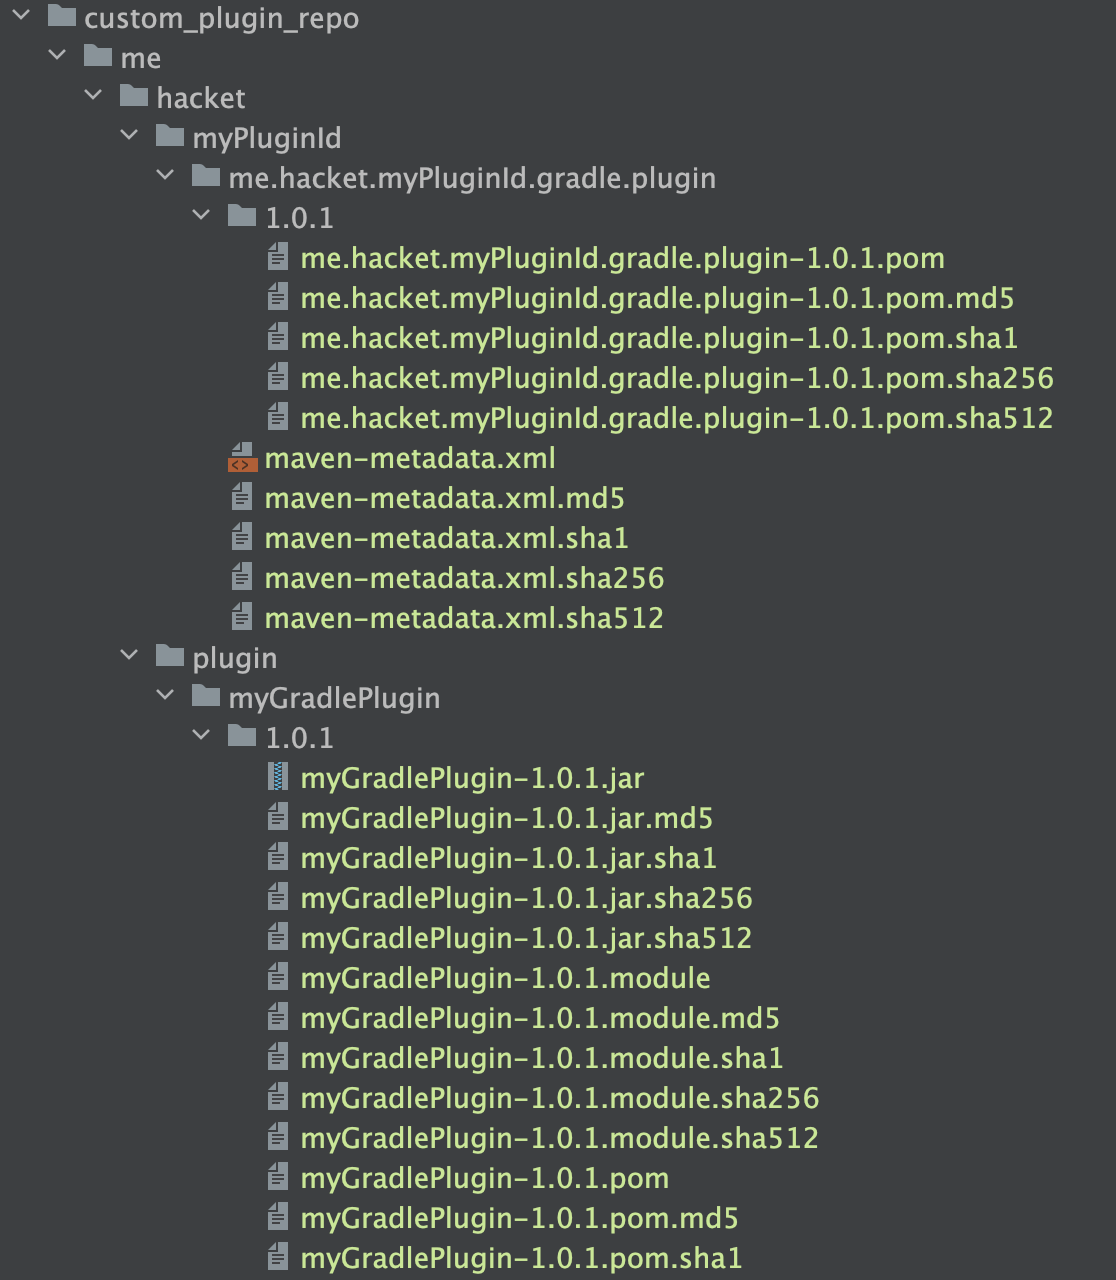 custom_plugin_repo
me
hacket
myPluginId
me.hacket.myPluginId.gradle.plugin
1.0.1
me.hacket.myPluginId.gradle.plugin-1.0.1.pom
me.hacket.myPluginId.gradle.plugin-1.0.1.pom.md5
me.hacket.myPluginId.gradle.plugin-1.0.1.pom.sha1
me.hacket.myPluginId.gradle.plugin-1.0.1.pom.sha256
me.hacket.myPluginId.gradle.plugin-1.0.1.pom.sha512
maven-metadata.xml
maven-metadata.xml.md5
maven-metadata.xml.sha1
maven-metadata.xml.sha256
maven-metadata.xml.sha512
plugin
myGradlePlugin
1.0.1
myGradlePlugin-1.0.1.jar
myGradlePlugin-1.0.1.jar.md5
myGradlePlugin-1.0.1.jar.sha1
myGradlePlugin-1.0.1.jar.sha256
myGradlePlugin-1.0.1.jar.sha512
myGradlePlugin-1.0.1.module
myGradlePlugin-1.0.1.module.md5
myGradlePlugin-1.0.1.module.sha1
myGradlePlugin-1.0.1.module.sha256
myGradlePlugin-1.0.1.module.sha512
myGradlePlugin-1.0.1.pom
myGradlePlugin-1.0.1.pom.md5
myGradlePlugin-1.0.1.pom.sha1